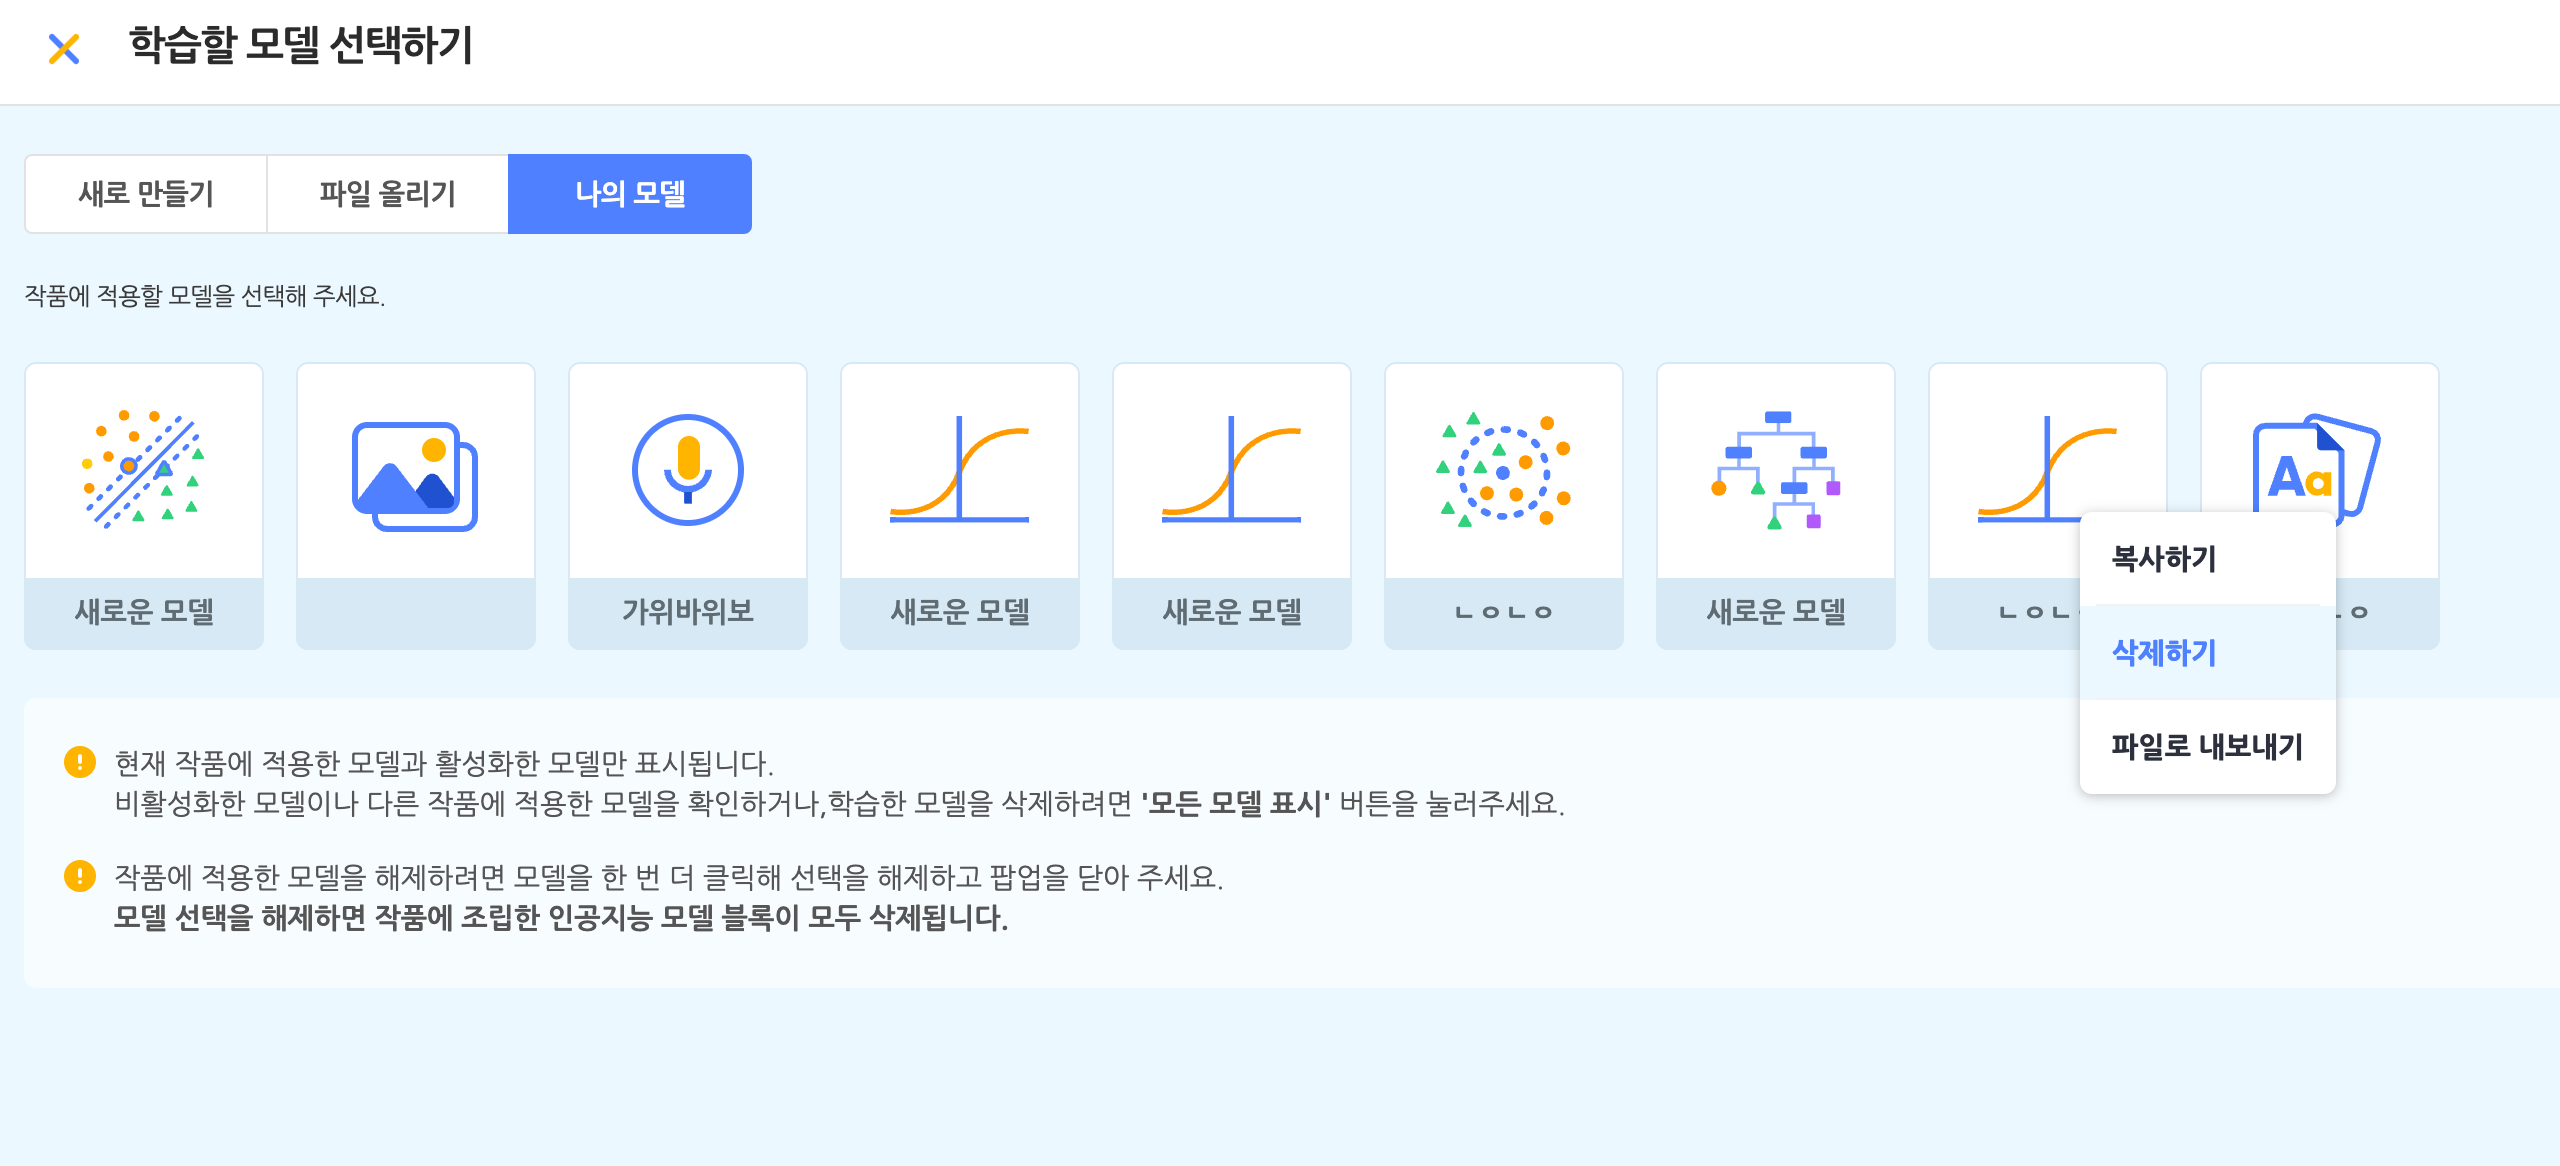 학습할 모델 선택하기
새로 만들기
파일 올리기
나의 모델
작품에 적용할 모델을 선택해 주세요.
Aa
새로운 모델
가위바위보
새로운 모델
새로운 모델
ㄴㅇㄴㅇ
새로운 모델
ㄴㅇㄴ
ㅇ
복사하기
삭제하기
파일로 내보내기
현재 작품에 적용한 모델과 활성화한 모델만 표시됩니다.
비활성화한 모델이나 다른 작품에 적용한 모델을 확인하거나,학습한 모델을 삭제하려면 '모든 모델 표시' 버튼을 눌러주세요.
작품에 적용한 모델을 해제하려면 모델을 한 번 더 클릭해 선택을 해제하고 팝업을 닫아 주세요.
모델 선택을 해제하면 작품에 조립한 인공지능 모델 블록이 모두 삭제됩니다.